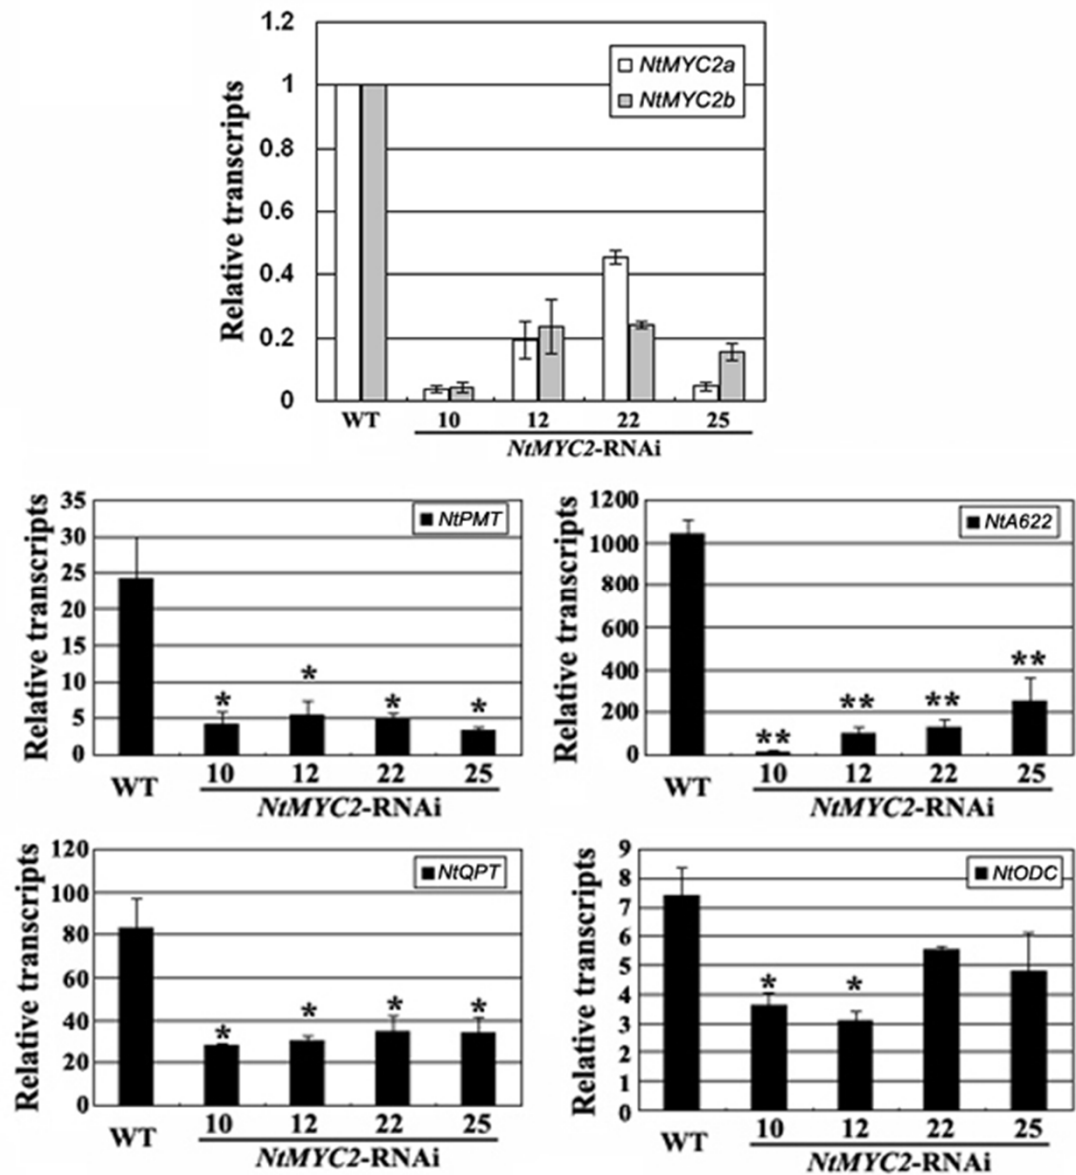 1.2
1
0.8
0.6
0.4
0.2
0
Relative transcripts
NtMYC2a
NtMYC2b
WT 10 12 22 25
NtMYC2-RNAi
35
30
25
20
15
10
5
0
Relative transcripts
NtPMT
* * * *
WT 10 12 22 25
NtMYC2-RNAi
1200
1000
800
600
400
200
0
Relative transcripts
NtA622
** ** ** **
WT 10 12 22 25
NtMYC2-RNAi
120
100
80
60
40
20
0
Relative transcripts
NtQPT
* * * *
WT 10 12 22 25
NtMYC2-RNAi
9
8
7
6
5
4
3
2
1
0
Relative transcripts
NtODC
* *
WT 10 12 22 25
NtMYC2-RNAi